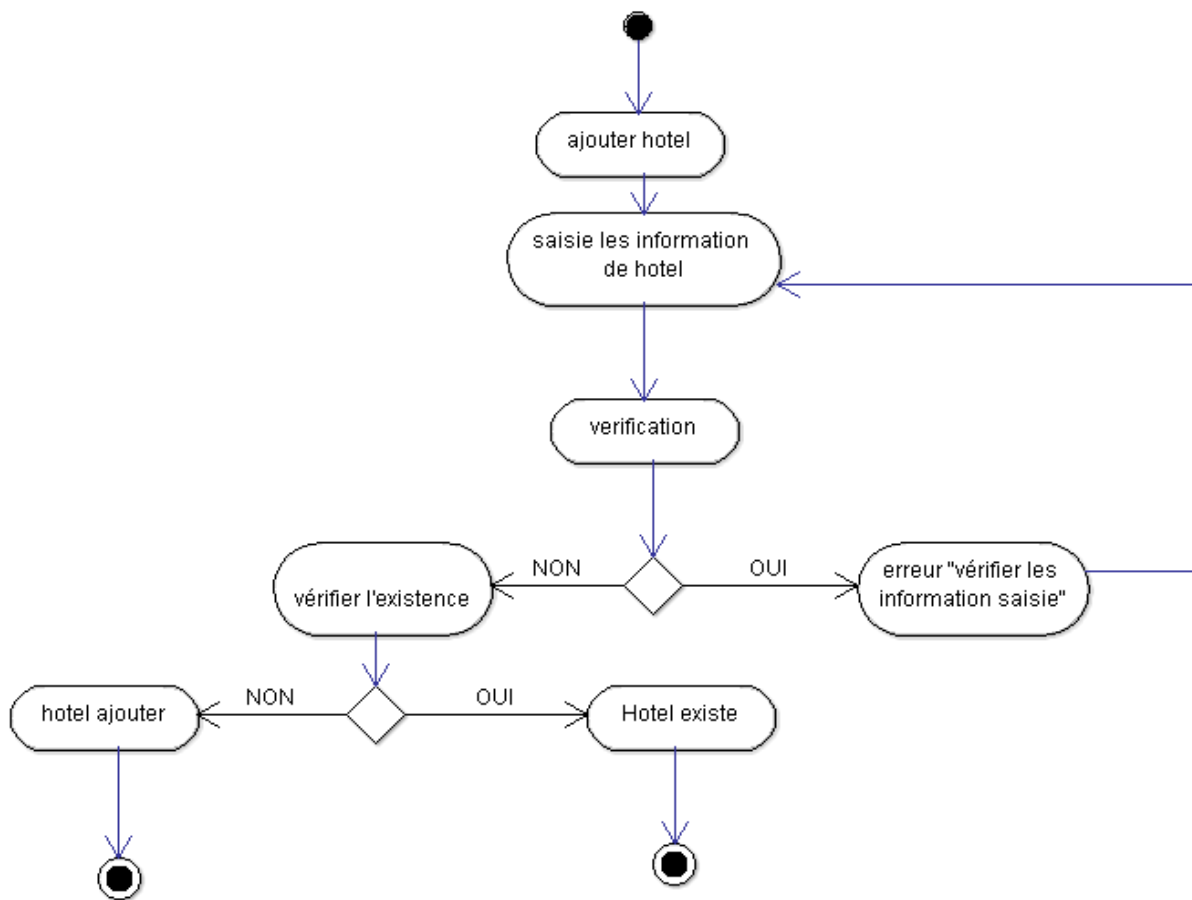 ajouter hotel
saisie les information
de hotel
verification
NON
OUI
erreur "vérifier les
information saisie"
vérifier l'existence
NON
OUI
hotel ajouter
Hotel existe